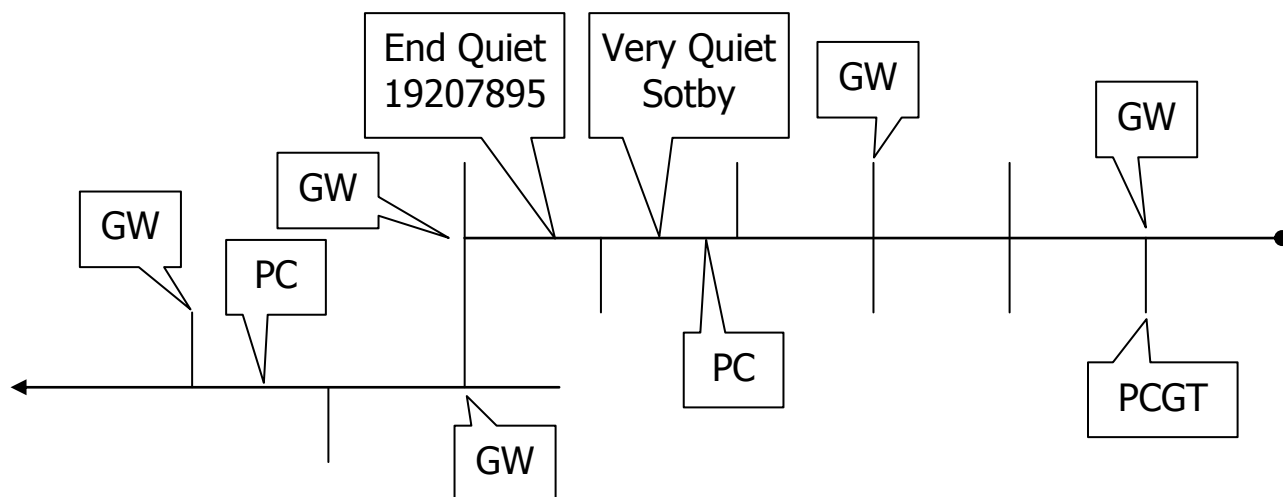 End Quiet
19207895
Very Quiet
Sotby
GW
GW
GW
GW
PC
PC
PCGT
GW